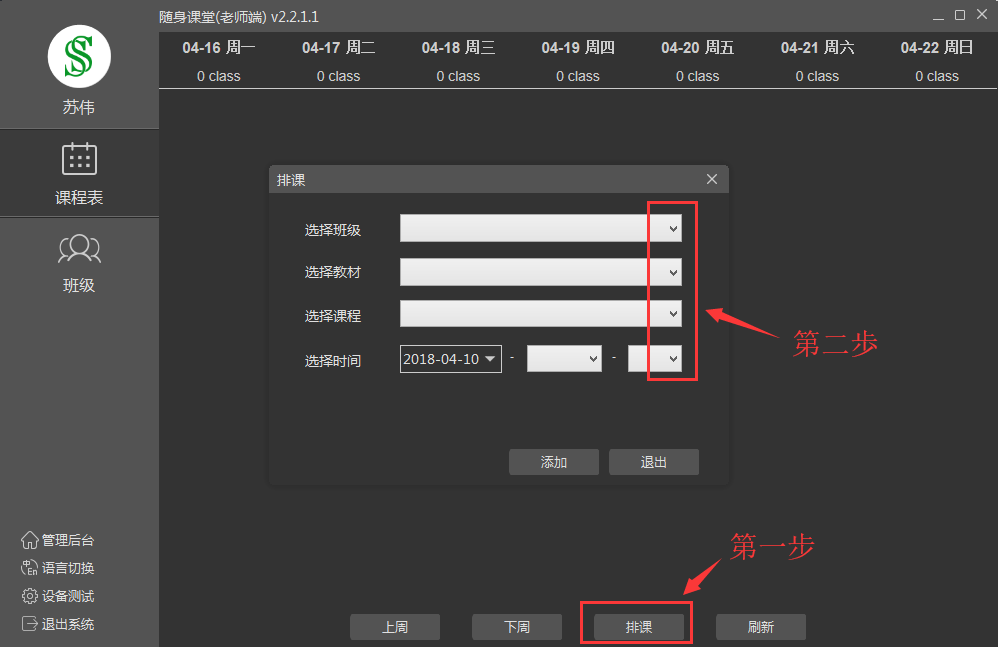 随身课堂(老师端) v2.2.1.1
苏伟
课程表
班级
管理后台
语言切换
设备测试
退出系统
04-16 周一 04-17 周二 04-18 周三 04-19 周四 04-20 周五 04-21 周六 04-22 周日
0 class 0 class 0 class 0 class 0 class 0 class 0 class
排课
选择班级
选择教材
选择课程
选择时间 2018-04-10 - -
第二步
添加 退出
第一步
上周 下周 排课 刷新